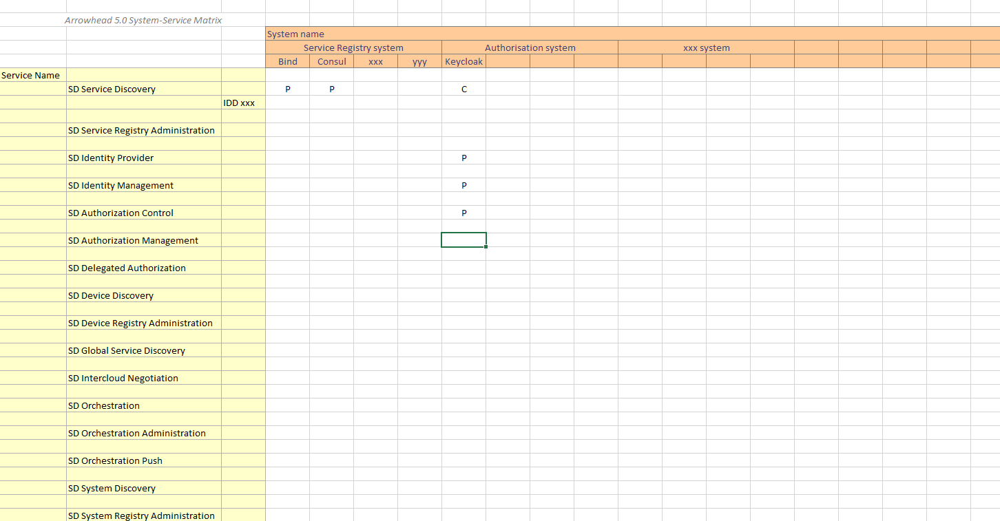 Arrowhead 5.0 System-Service Matrix
System name
Service Registry system Authorisation system xxx system
Bind Consul xxx yyy Keycloak
Service Name
SD Service Discovery P P C
IDD xxx
SD Service Registry Administration
SD Identity Provider P
SD Identity Management P
SD Authorization Control P
SD Authorization Management
SD Delegated Authorization
SD Device Discovery
SD Device Registry Administration
SD Global Service Discovery
SD Intercloud Negotiation
SD Orchestration
SD Orchestration Administration
SD Orchestration Push
SD System Discovery
SD System Registry Administration